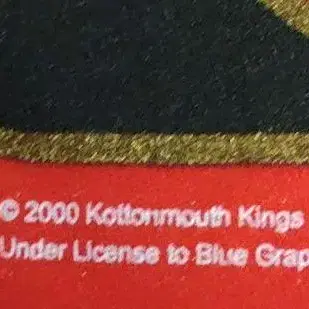 © 2000 Kottonmouth Kings
Under License to Blue Grap